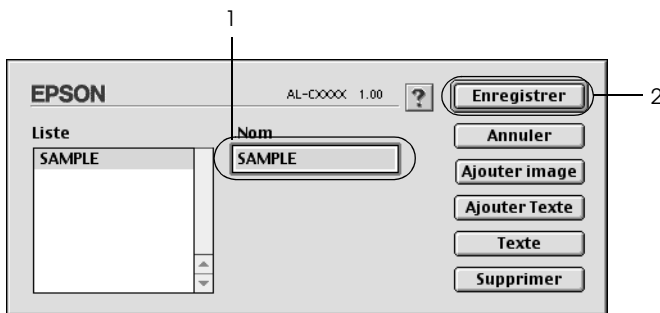 1
EPSON
AL-CXXXX 1.00
?
Enregistrer
2
Liste
Nom
Annuler
SAMPLE
SAMPLE
Ajouter image
Ajouter Texte
Texte
Supprimer